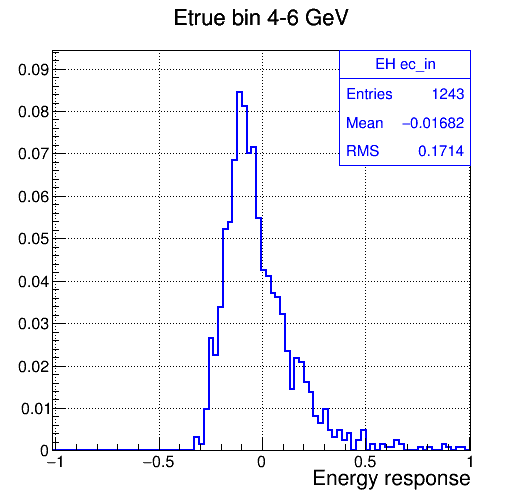 Etrue bin 4-6 GeV
EH ec_in
Entries 1243
Mean −0.01682
RMS 0.1714
0.09
0.08
0.07
0.06
0.05
0.04
0.03
0.02
0.01
0
−1 −0.5 0 0.5 1
Energy response